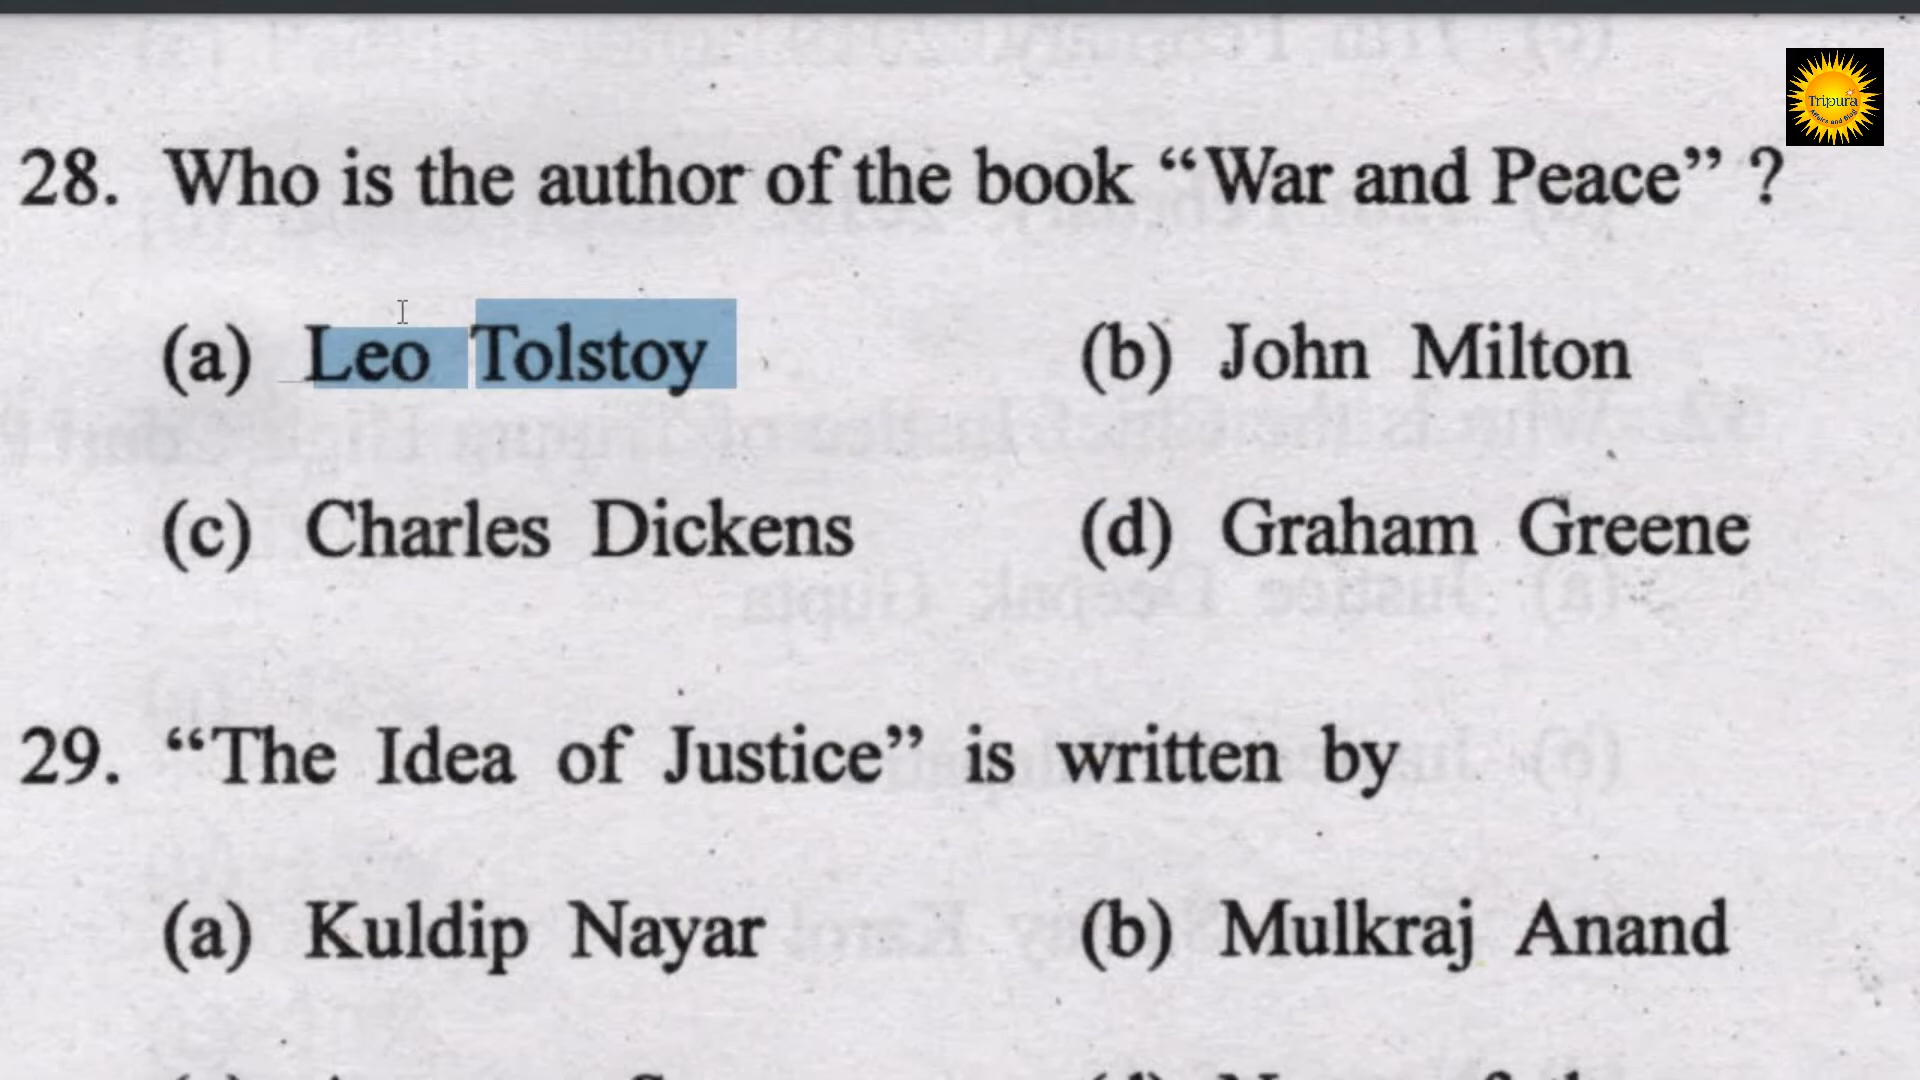 Tripura
28. Who is the author of the book “War and Peace” ?
(a) Leo Tolstoy (b) John Milton
(c) Charles Dickens (d) Graham Greene
29. “The Idea of Justice” is written by
(a) Kuldip Nayar (b) Mulkraj Anand